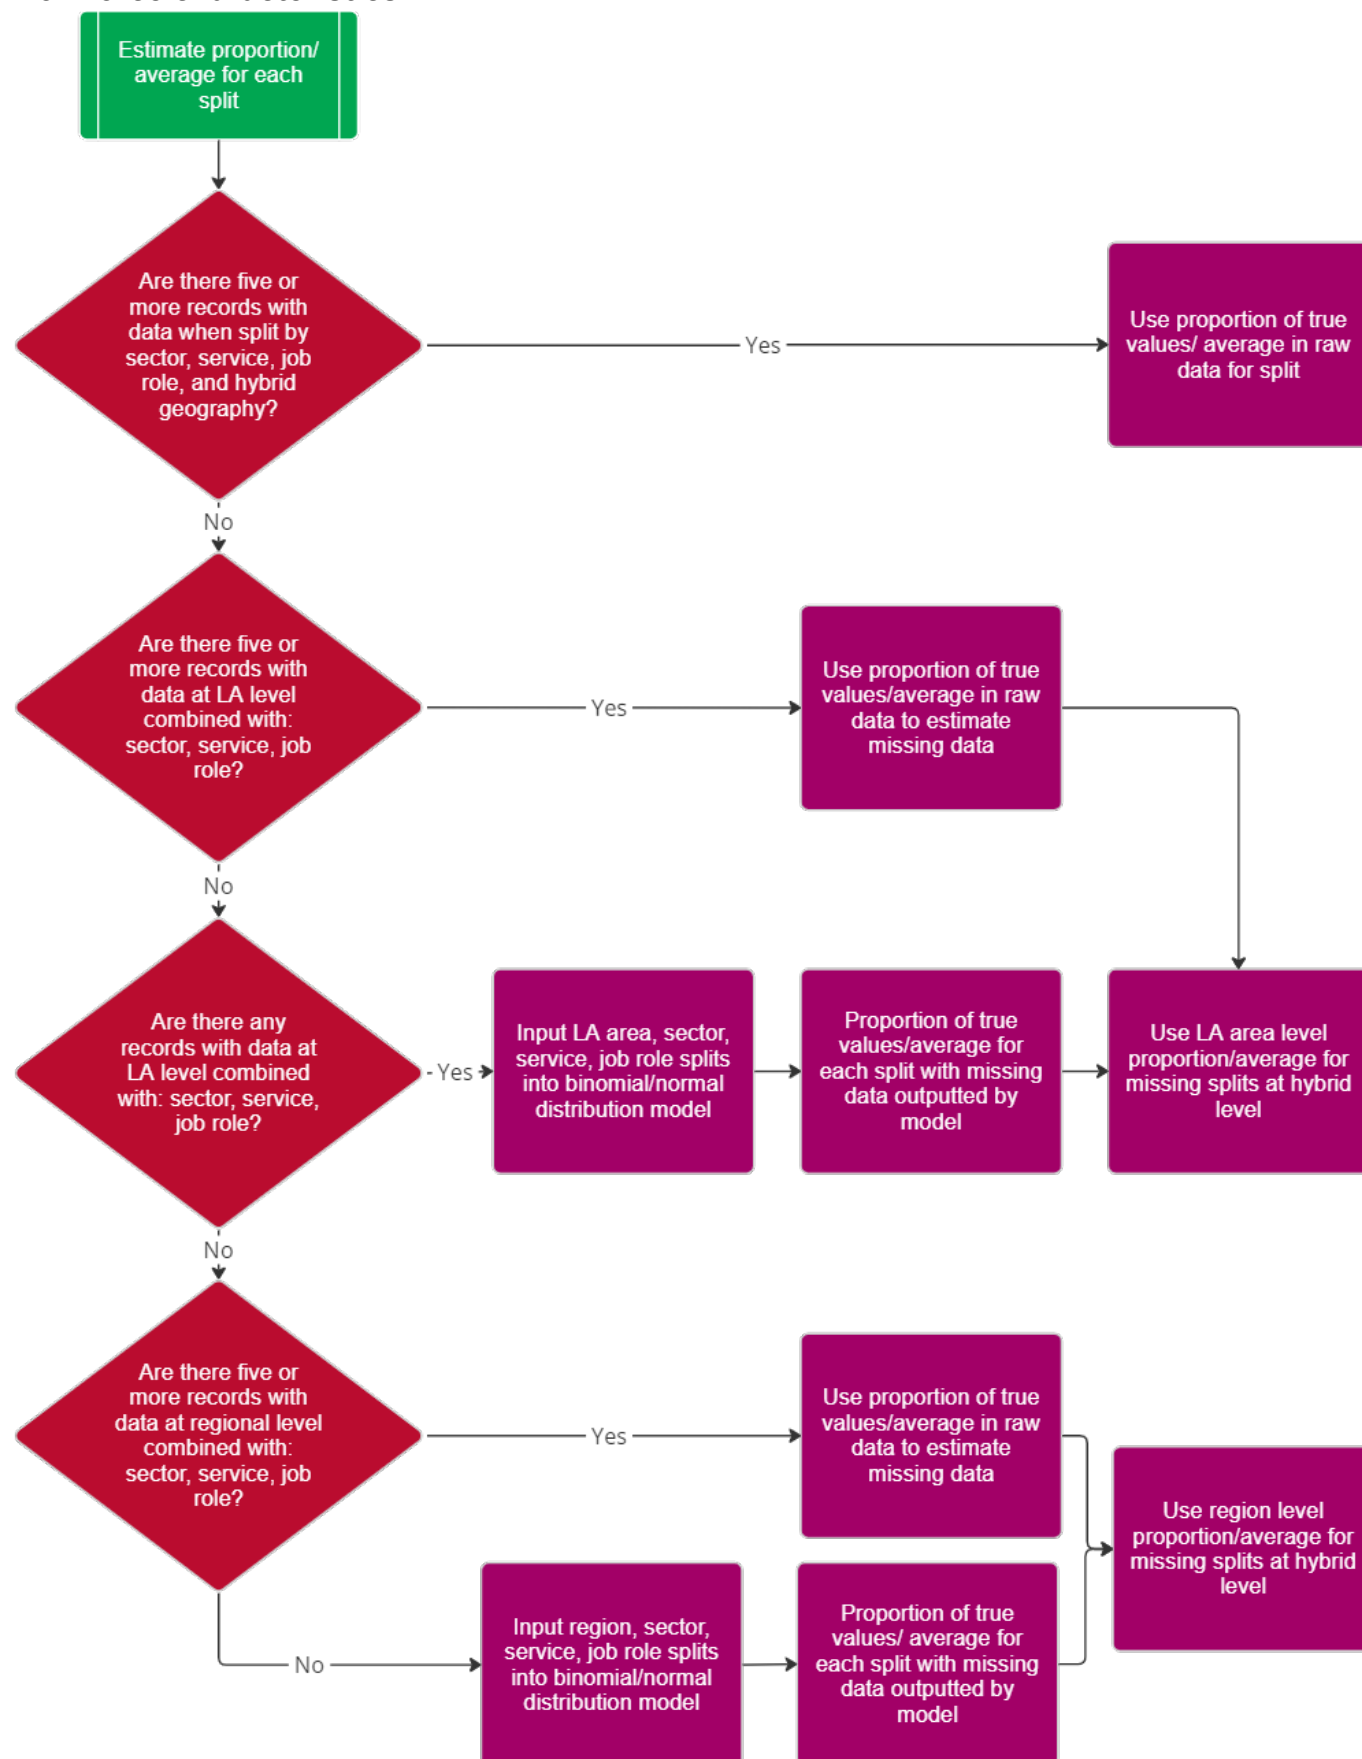 Estimate proportion/
average for each
split
Are there five or
more records with
data when split by
sector, service, job
role, and hybrid
geography?
Yes
Use proportion of true
values/ average in raw
data for split
No
Are there five or
more records with
data at LA level
combined with:
sector, service, job
role?
Yes
Use proportion of true
values/average in raw
data to estimate
missing data
No
Are there any
records with data at
LA level combined
with: sector, service,
job role?
Yes
Input LA area, sector,
service, job role splits
into binomial/normal
distribution model
Proportion of true
values/average for
each split with missing
data outputted by
model
Use LA area level
proportion/average for
missing splits at hybrid
level
No
Are there five or
more records with
data at regional level
combined with:
sector, service, job
role?
Yes
Use proportion of true
values/average in raw
data to estimate
missing data
Use region level
proportion/average for
missing splits at hybrid
level
No
Input region, sector,
service, job role splits
into binomial/normal
distribution model
Proportion of true
values/ average for
each split with missing
data outputted by
model